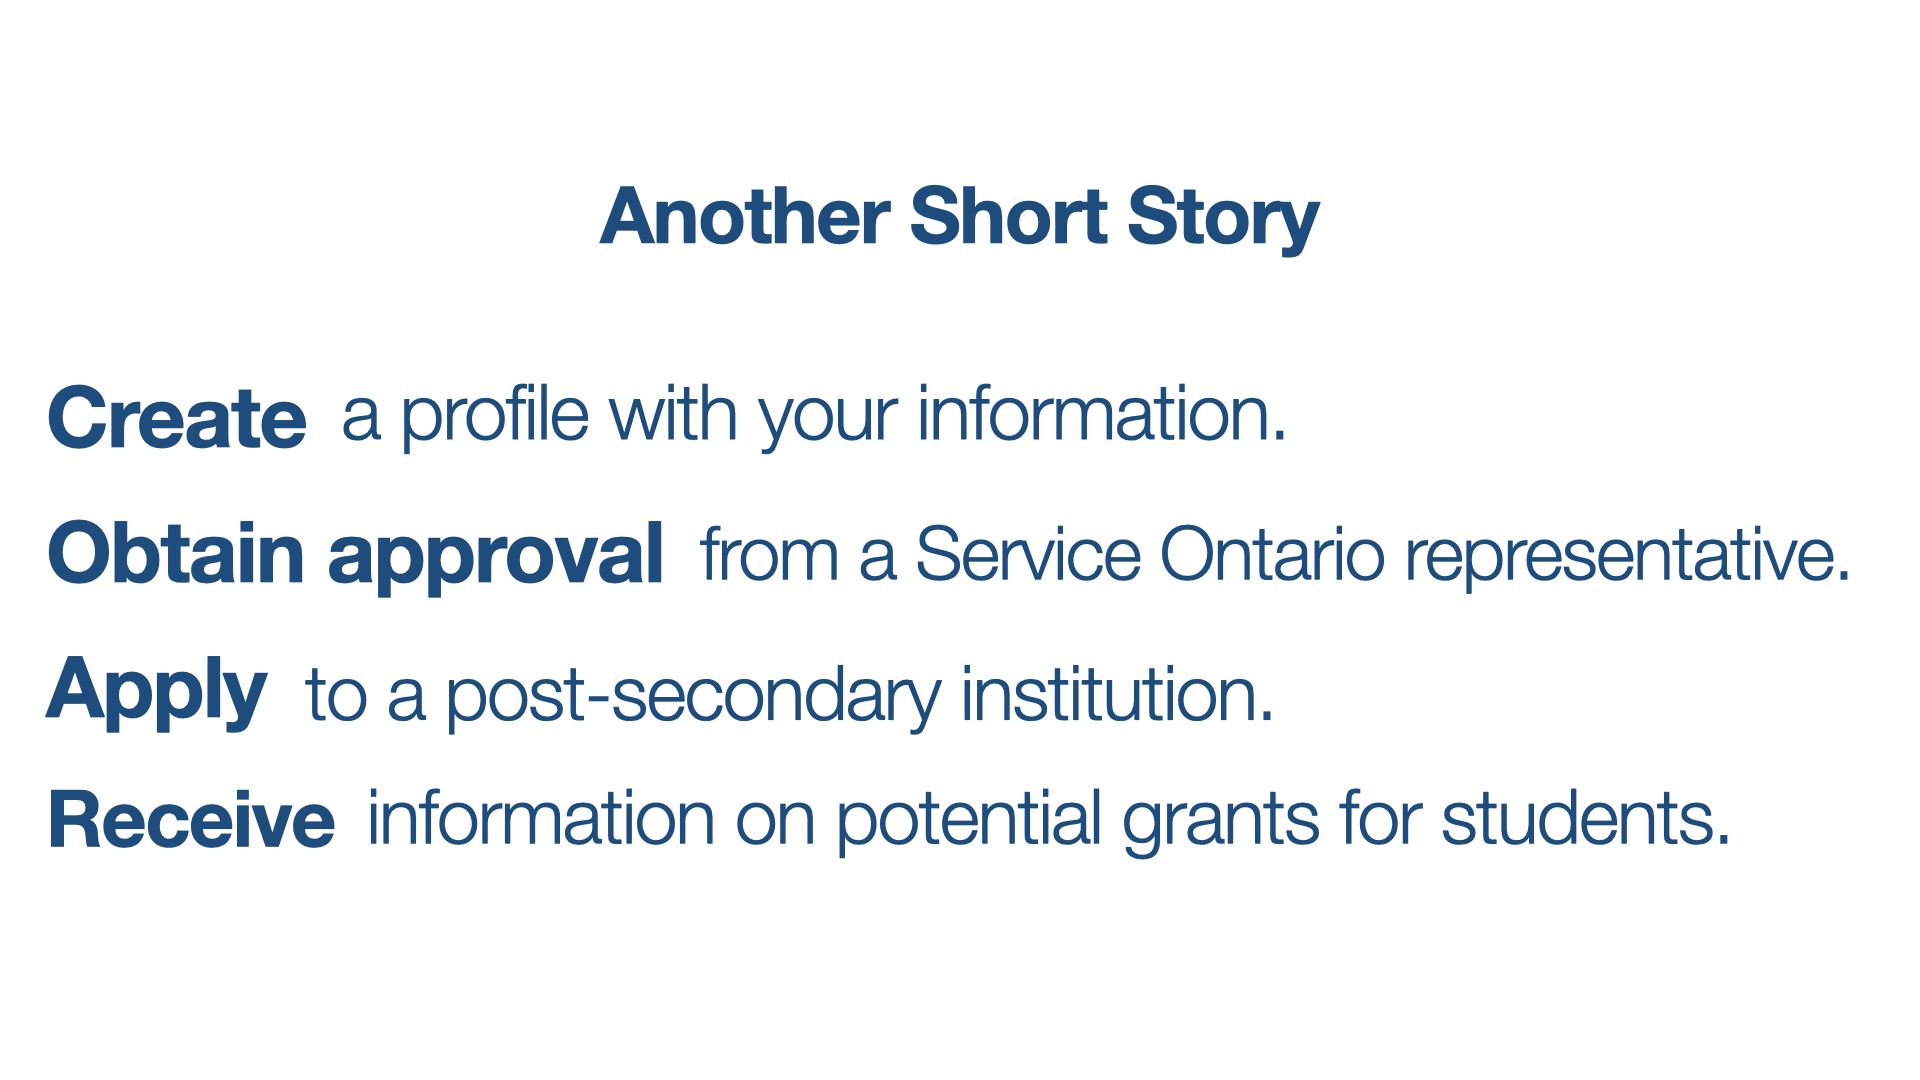 Another Short Story
Create a profile with your information.
Obtain approval from a Service Ontario representative.
Apply to a post-secondary institution.
Receive information on potential grants for students.